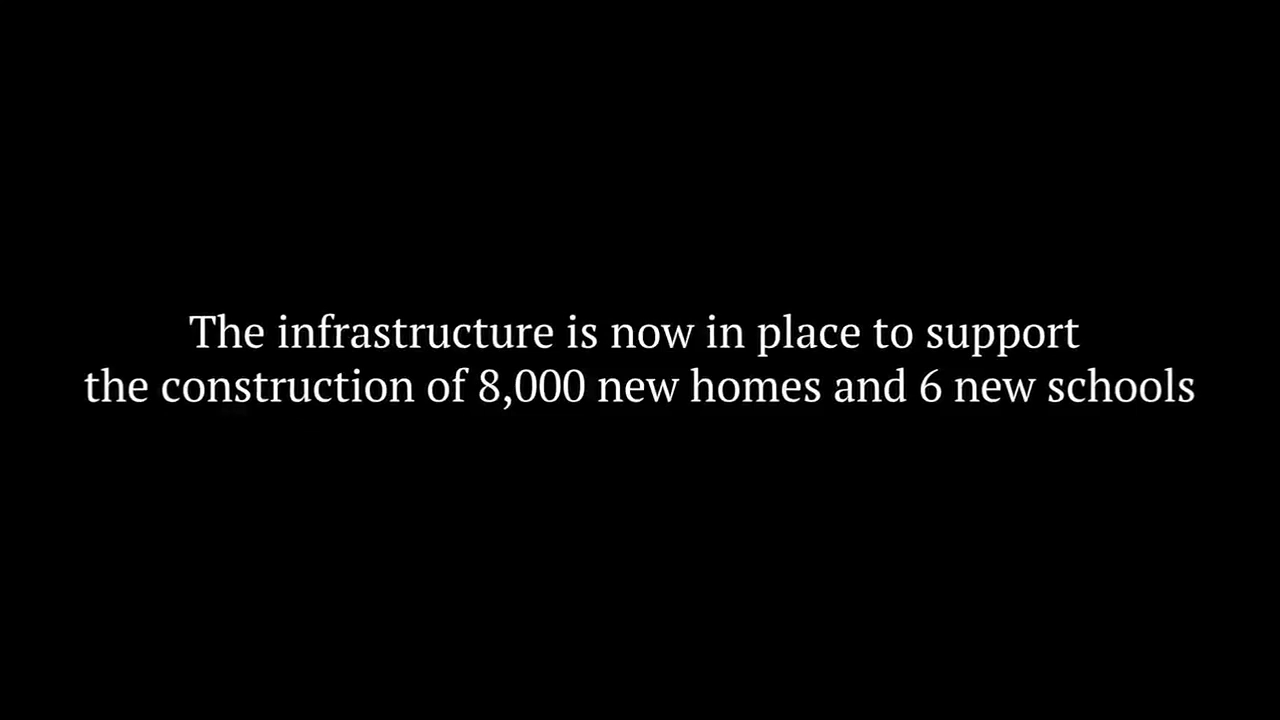 The infrastructure is now in place to support
the construction of 8,000 new homes and 6 new schools